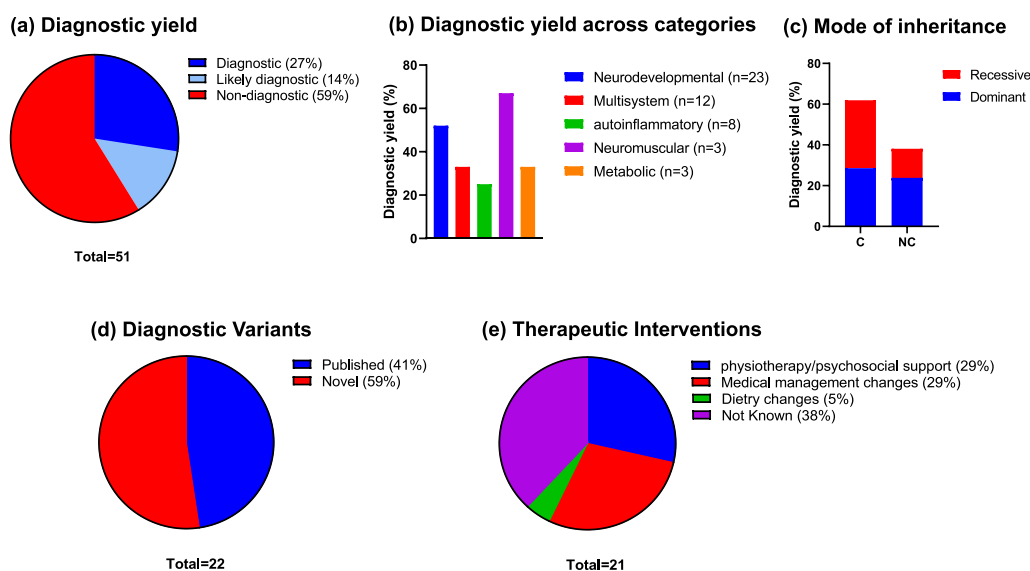 (a) Diagnostic yield
Diagnostic (27%)
Likely diagnostic (14%)
Non-diagnostic (59%)
Total=51
(b) Diagnostic yield across categories
Diagnostic yield (%)
80
60
40
20
0
Neurodevelopmental (n=23)
Multisystem (n=12)
autoinflammatory (n=8)
Neuromuscular (n=3)
Metabolic (n=3)
(c) Mode of inheritance
Diagnostic yield (%)
80
60
40
20
0
C NC
Recessive
Dominant
(d) Diagnostic Variants
Published (41%)
Novel (59%)
Total=22
(e) Therapeutic Interventions
physiotherapy/psychosocial support (29%)
Medical management changes (29%)
Dietry changes (5%)
Not Known (38%)
Total=21